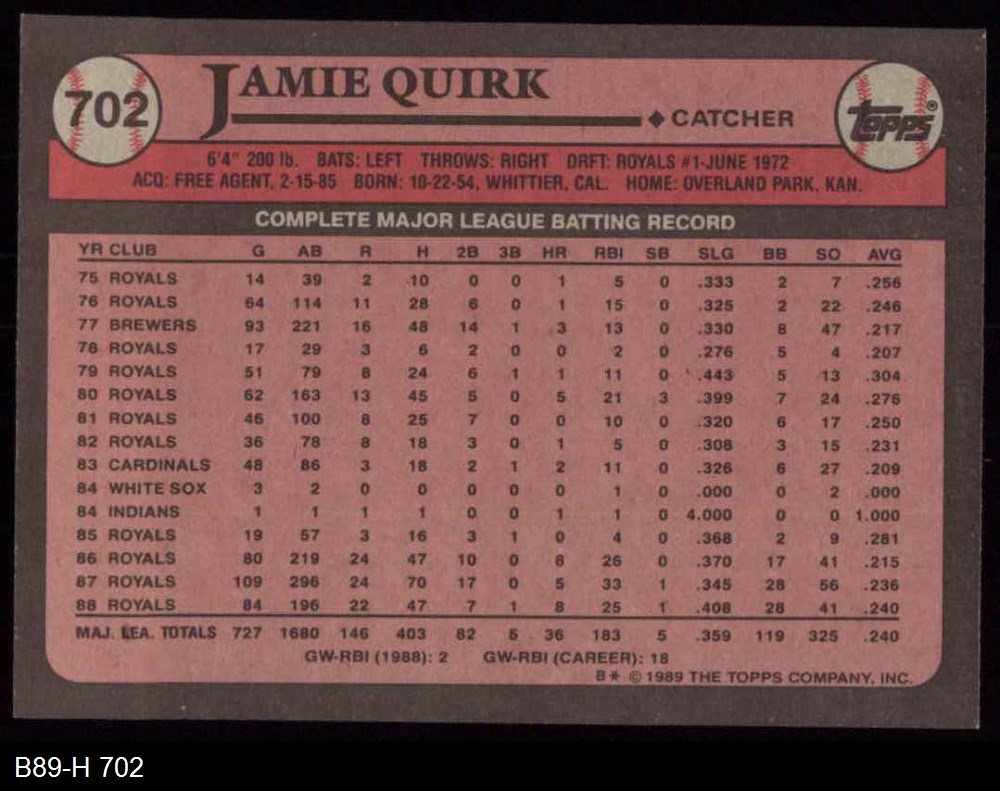 702 JAMIE QUIRK Topps®
◆ CATCHER
6'4" 200 lb. BATS: LEFT THROWS: RIGHT DRFT: ROYALS #1-JUNE 1972
ACQ: FREE AGENT, 2-15-85 BORN: 10-22-54, WHITTIER, CAL. HOME: OVERLAND PARK, KAN.
COMPLETE MAJOR LEAGUE BATTING RECORD
YR CLUB G AB R H 2B 3B HR RBI SB SLG BB SO AVG
75 ROYALS 14 39 2 10 0 0 1 5 0 .333 2 7 .256
76 ROYALS 64 114 11 28 6 0 1 15 0 .325 2 22 .246
77 BREWERS 93 221 16 48 14 1 3 13 0 .330 8 47 .217
78 ROYALS 17 29 3 6 2 0 0 2 0 .276 5 4 .207
79 ROYALS 51 79 8 24 6 1 1 11 0 .443 5 13 .304
80 ROYALS 62 163 13 45 5 0 5 21 3 .399 7 24 .276
81 ROYALS 46 100 8 25 7 0 0 10 0 .320 6 17 .250
82 ROYALS 36 78 8 18 3 0 1 5 0 .308 3 15 .231
83 CARDINALS 48 86 3 18 2 1 2 11 0 .326 6 27 .209
84 WHITE SOX 3 2 0 0 0 0 0 1 0 .000 0 2 .000
84 INDIANS 1 1 1 1 0 0 1 1 0 4.000 0 0 1.000
85 ROYALS 19 57 3 16 3 1 0 4 0 .368 2 9 .281
86 ROYALS 80 219 24 47 10 0 8 26 0 .370 17 41 .215
87 ROYALS 109 296 24 70 17 0 5 33 1 .345 28 56 .236
88 ROYALS 84 196 22 47 7 1 8 25 1 .408 28 41 .240
MAJ. LEA. TOTALS 727 1680 146 403 82 5 36 183 5 .359 119 325 .240
GW-RBI (1988): 2 GW-RBI (CAREER): 18
B* © 1989 THE TOPPS COMPANY, INC.
B89-H 702